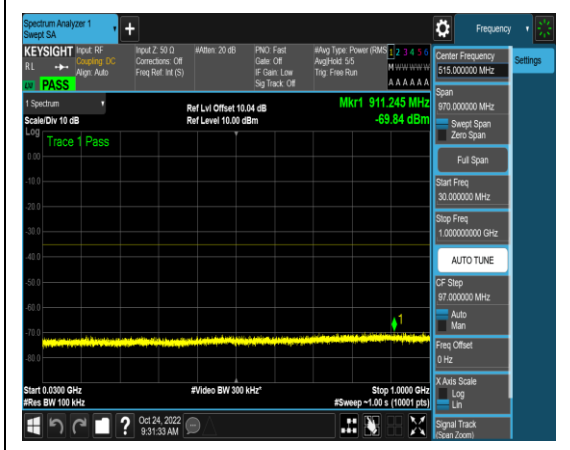 Spectrum Analyzer 1
Swept SA
+
Frequency
KEYSIGHT
RL
PASS
Input: RF
Coupling: DC
Align: Auto
Input Z: 50 Ω
Corrections: Off
Freq Ref: Int (S)
#Atten: 20 dB
PNO: Fast
Gate: Off
IF Gain: Low
Sig Track: Off
#Avg Type: Power (RMS
Avg|Hold: 5/5
Trig: Free Run
1 2 3 4 5 6
M W W W W W
A A A A A A
1 Spectrum
Scale/Div 10 dB
Ref Lvl Offset 10.04 dB
Ref Level 10.00 dBm
Mkr1 911.245 MHz
-69.84 dBm
Log
Trace 1 Pass
0.00
-10.0
-20.0
-30.0
-40.0
-50.0
-60.0
-70.0
-80.0
1
Start 0.0300 GHz
#Res BW 100 kHz
#Video BW 300 kHz*
Stop 1.0000 GHz
#Sweep ~1.00 s (10001 pts)
Center Frequency
515.000000 MHz
Span
970.000000 MHz
Swept Span
Zero Span
Full Span
Start Freq
30.000000 MHz
Stop Freq
1.000000000 GHz
AUTO TUNE
CF Step
97.000000 MHz
Auto
Man
Freq Offset
0 Hz
X Axis Scale
Log
Lin
Signal Track
(Span Zoom)
Settings
?
Oct 24, 2022
9:31:33 AM